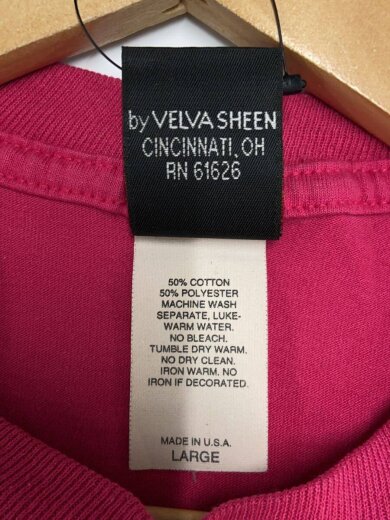 by VELVA SHEEN
CINCINNATI, OH
RN 61626
50% COTTON
50% POLYESTER
MACHINE WASH
SEPARATE, LUKE-
WARM WATER.
NO BLEACH.
TUMBLE DRY WARM.
NO DRY CLEAN.
IRON WARM. NO
IRON IF DECORATED.
MADE IN U.S.A.
LARGE